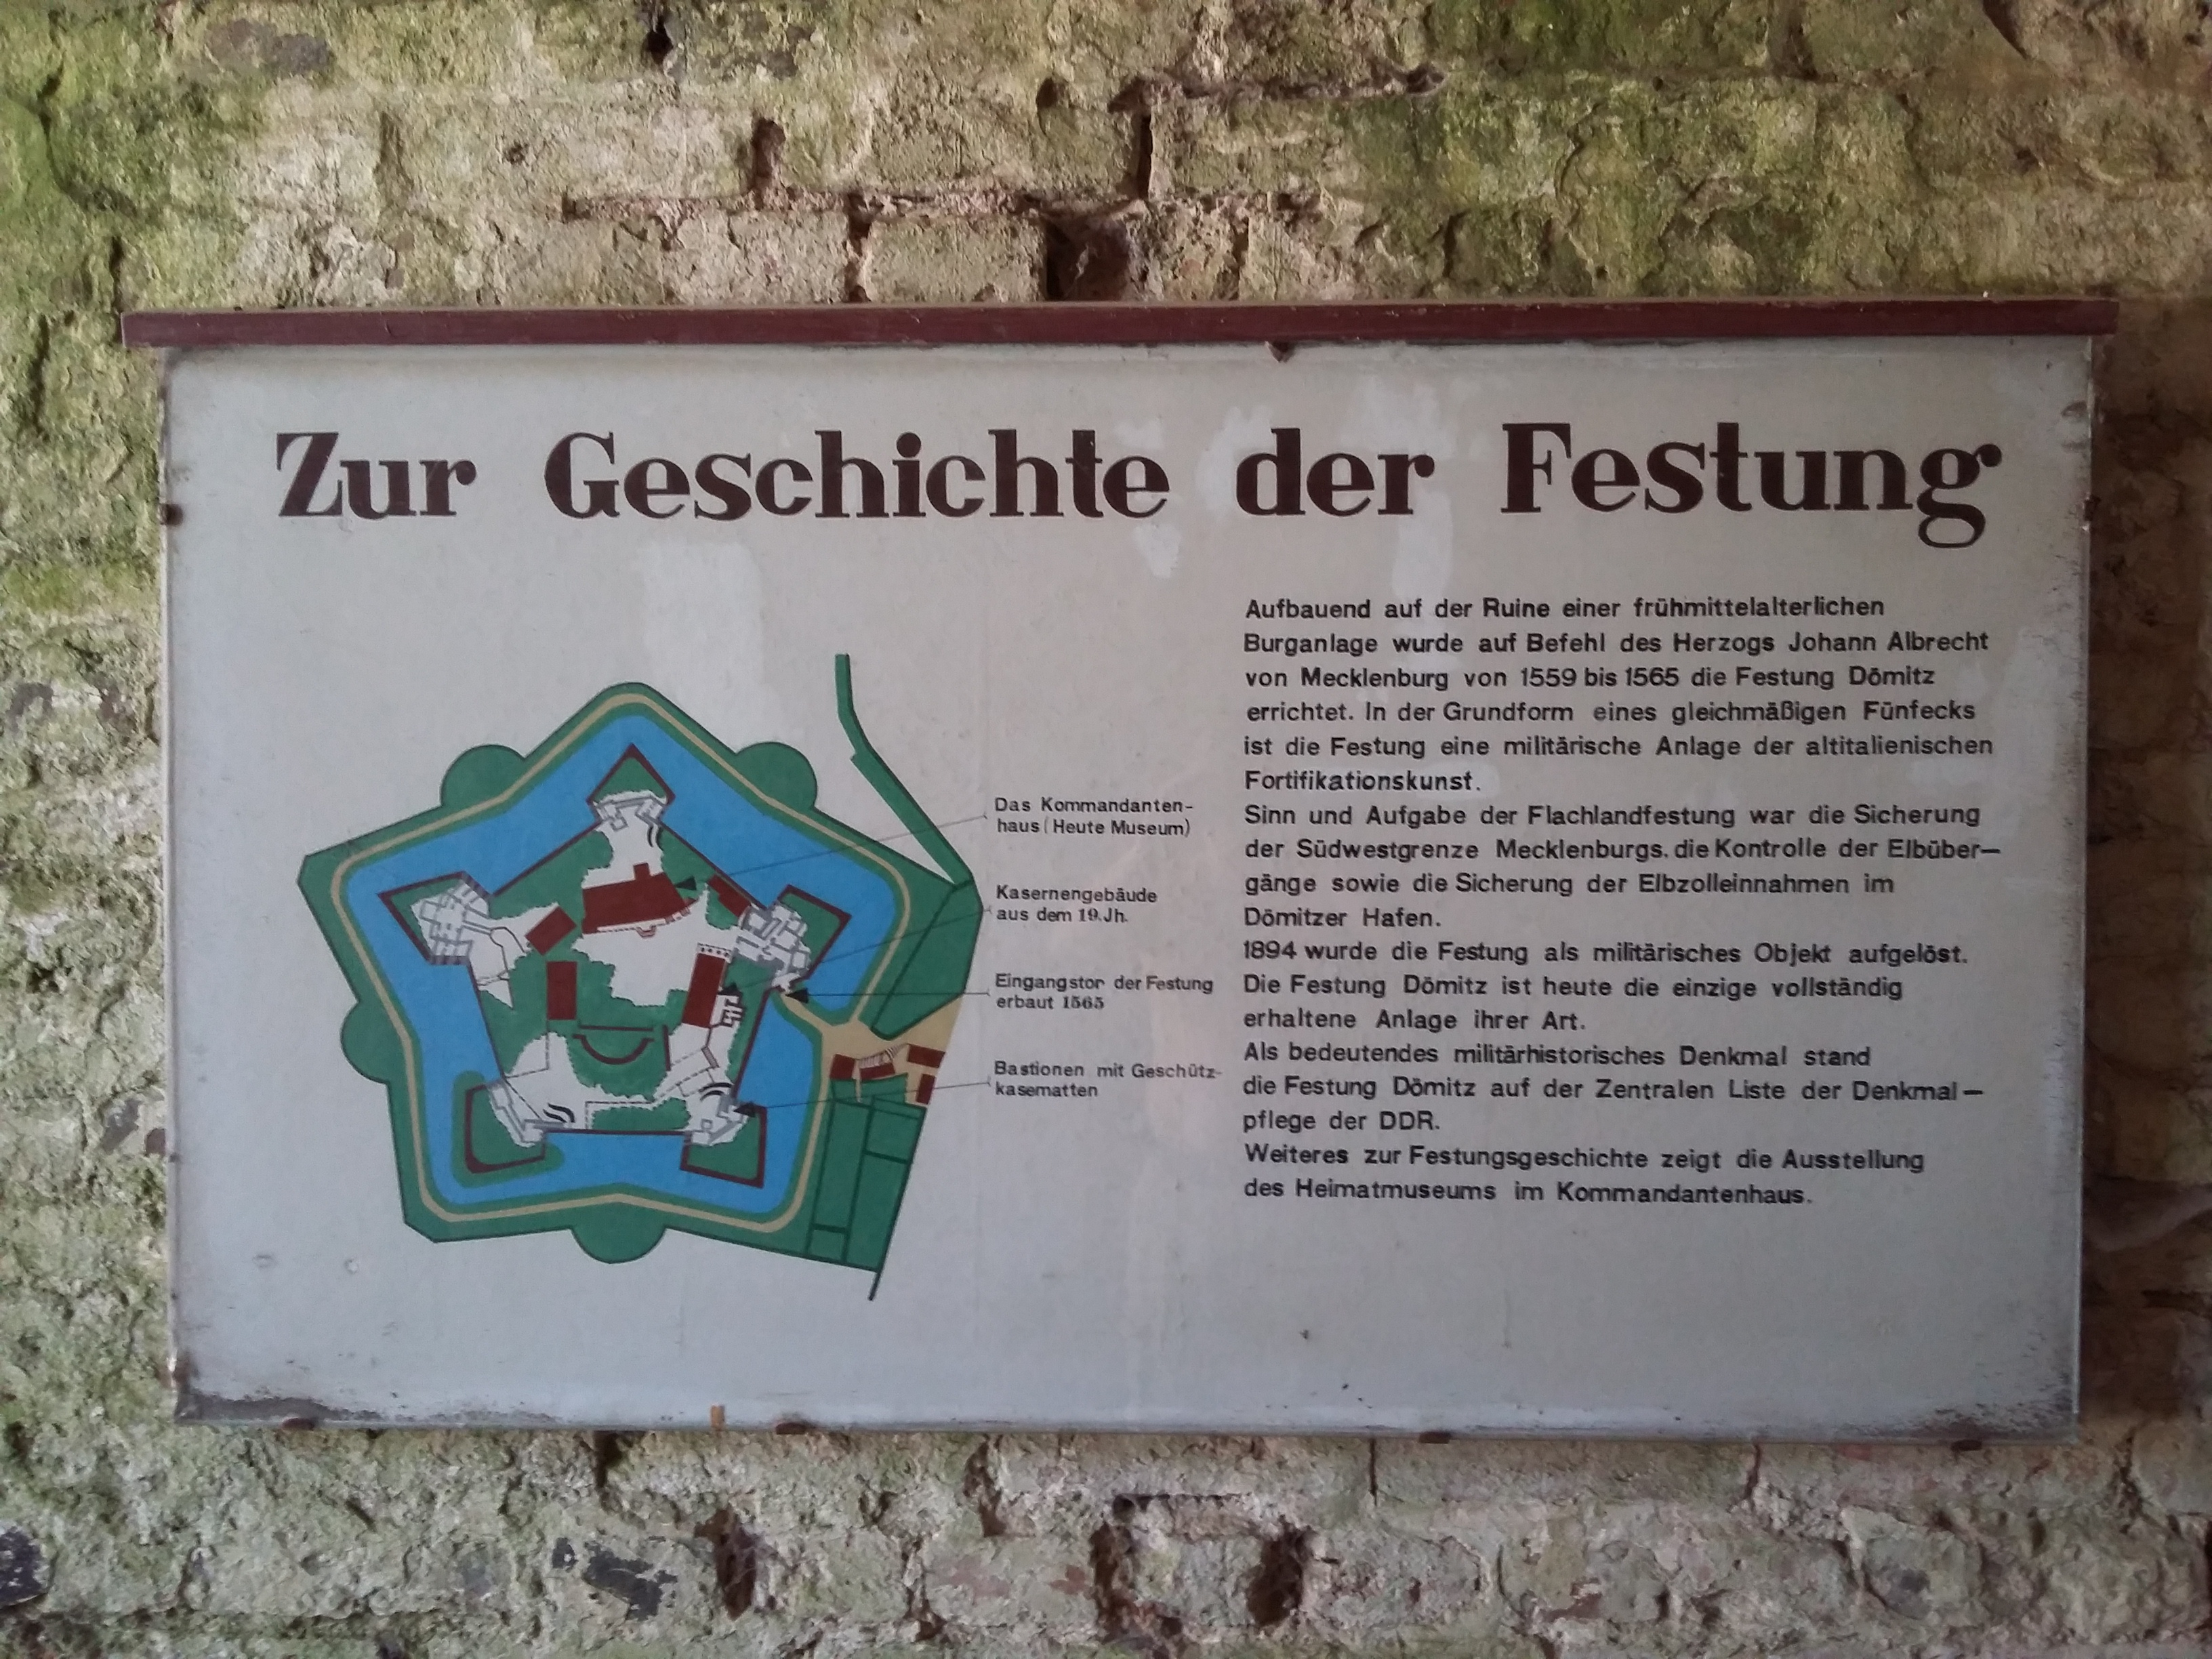 Zur Geschichte der Festung
Das Kommandanten-
haus (Heute Museum)
Kasernengebäude
aus dem 19.Jh.
Eingangstor der Festung
erbaut 1565
Bastionen mit Geschütz-
kasematten
Aufbauend auf der Ruine einer frühmittelalterlichen
Burganlage wurde auf Befehl des Herzogs Johann Albrecht
von Mecklenburg von 1559 bis 1565 die Festung Dömitz
errichtet. In der Grundform eines gleichmäßigen Fünfecks
ist die Festung eine militärische Anlage der altitalienischen
Fortifikationskunst.
Sinn und Aufgabe der Flachlandfestung war die Sicherung
der Südwestgrenze Mecklenburgs, die Kontrolle der Elbüber-
gänge sowie die Sicherung der Elbzolleinnahmen im
Dömitzer Hafen.
1894 wurde die Festung als militärisches Objekt aufgelöst.
Die Festung Dömitz ist heute die einzige vollständig
erhaltene Anlage ihrer Art.
Als bedeutendes militärhistorisches Denkmal stand
die Festung Dömitz auf der Zentralen Liste der Denkmal-
pflege der DDR.
Weiteres zur Festungsgeschichte zeigt die Ausstellung
des Heimatmuseums im Kommandantenhaus.